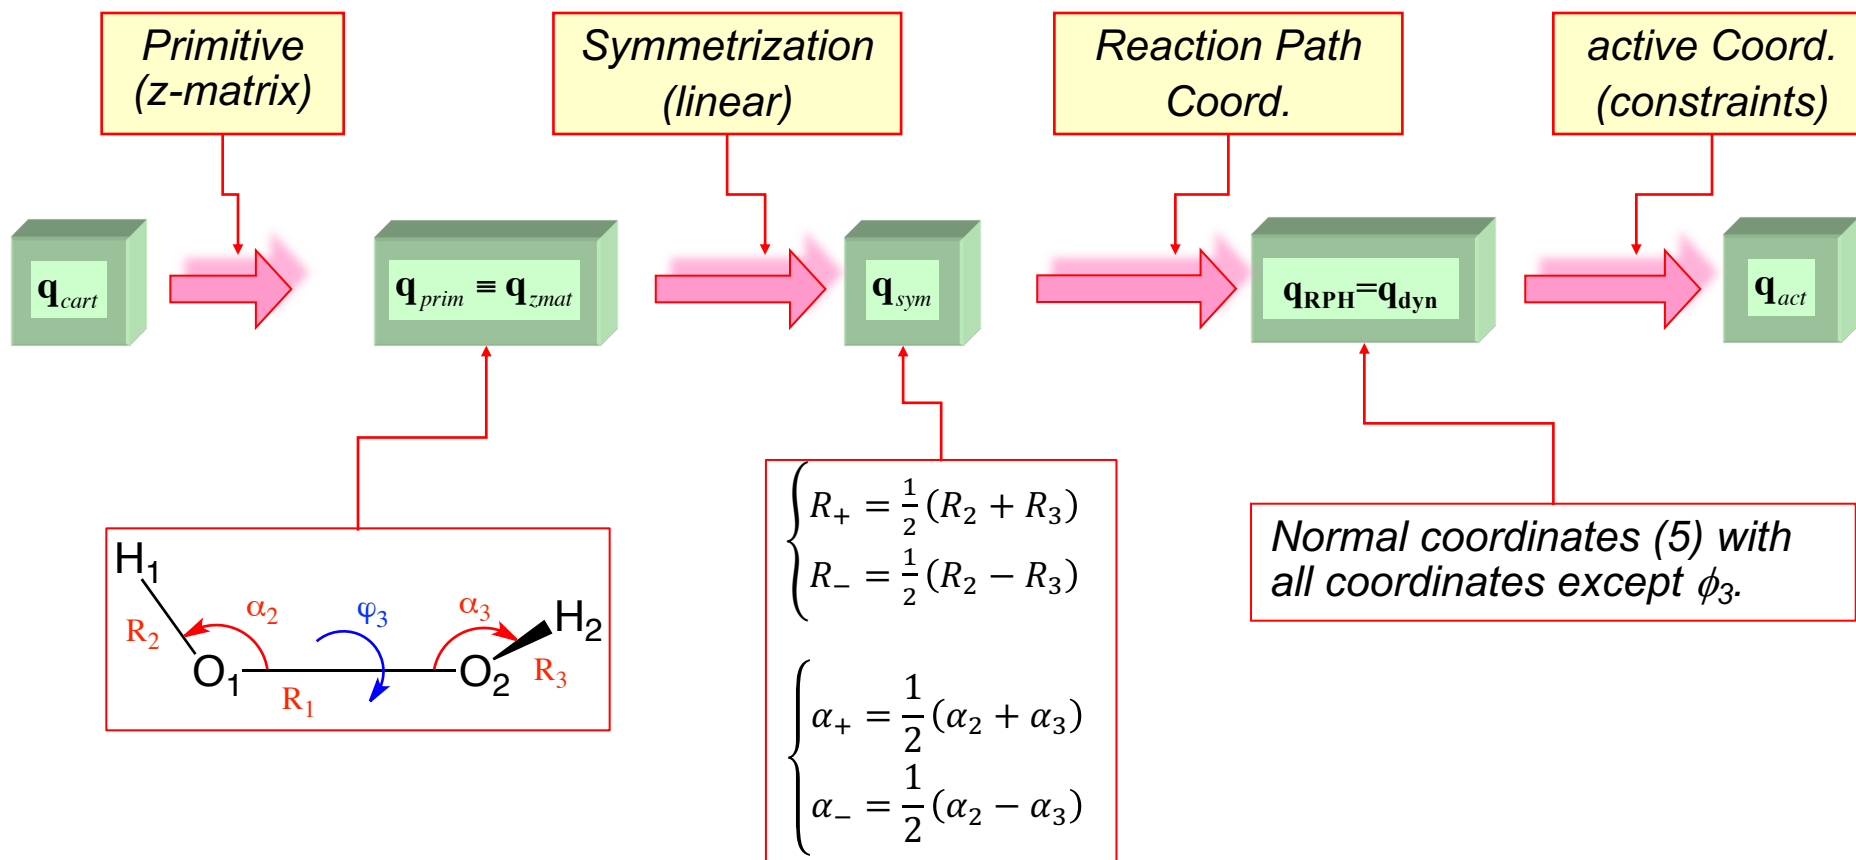 Primitive
(z-matrix)
Symmetrization
(linear)
Reaction Path
Coord.
active Coord.
(constraints)
q_cart
q_prim ≡ q_zmat
q_sym
q_RPH=q_dyn
q_act
H₁
α₂
φ₃
α₃
H₂
R₂
O₁
R₁
O₂
R₃
R₊ = ½ (R₂ + R₃)
R₋ = ½ (R₂ − R₃)
α₊ = ½ (α₂ + α₃)
α₋ = ½ (α₂ − α₃)
Normal coordinates (5) with
all coordinates except ϕ₃.